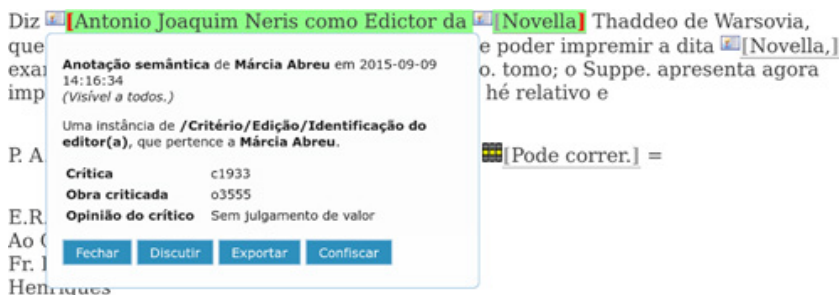 Diz [Antonio Joaquim Neris como Edictor da [Novella] Thaddeo de Warsovia,
que e poder impremir a dita [Novella,]
exa o. tomo; o Suppe. apresenta agora
imp hé relativo e
Anotação semântica de Márcia Abreu em 2015-09-09
14:16:34
(Visível a todos.)
Uma instância de /Critério/Edição/Identificação do
editor(a), que pertence a Márcia Abreu.
P. A [Pode correr.] =
Crítica c1933
Obra criticada o3555
Opinião do crítico Sem julgamento de valor
E.R
Fechar Discutir Exportar Confiscar
Ao
Fr.
Henriques